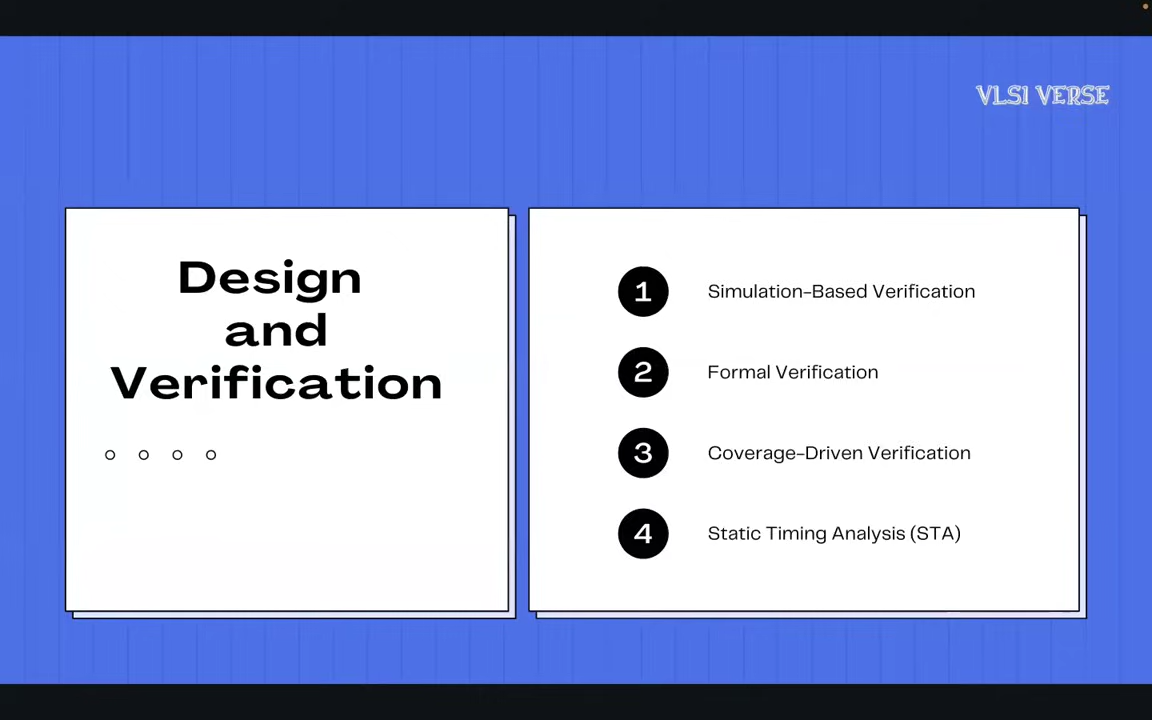 VLSI VERSE
Design
and
Verification
1 Simulation-Based Verification
2 Formal Verification
3 Coverage-Driven Verification
4 Static Timing Analysis (STA)